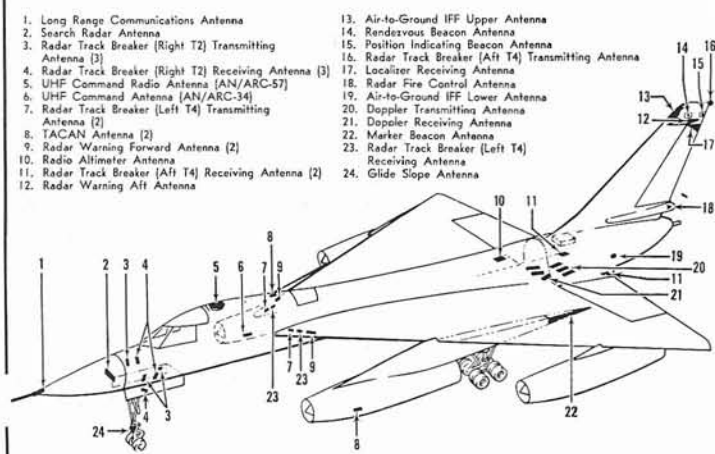 1. Long Range Communications Antenna
2. Search Radar Antenna
3. Radar Track Breaker (Right T2) Transmitting
Antenna (3)
4. Radar Track Breaker (Right T2) Receiving Antenna (3)
5. UHF Command Radio Antenna (AN/ARC-57)
6. UHF Command Antenna (AN/ARC-34)
7. Radar Track Breaker (Left T4) Transmitting
Antenna (2)
8. TACAN Antenna (2)
9. Radar Warning Forward Antenna (2)
10. Radio Altimeter Antenna
11. Radar Track Breaker (Aft T4) Receiving Antenna (2)
12. Radar Warning Aft Antenna
13. Air-to-Ground IFF Upper Antenna
14. Rendezvous Beacon Antenna
15. Position Indicating Beacon Antenna
16. Radar Track Breaker (Aft T4) Transmitting Antenna
17. Localizer Receiving Antenna
18. Radar Fire Control Antenna
19. Air-to-Ground IFF Lower Antenna
20. Doppler Transmitting Antenna
21. Doppler Receiving Antenna
22. Marker Beacon Antenna
23. Radar Track Breaker (Left T4)
Receiving Antenna
24. Glide Slope Antenna
14 15 16
13
12
17
18
10 11
19
20
11
21
1 2 3 4 5 6 7 8 9
23 7 23 9
24 4 3
8
22